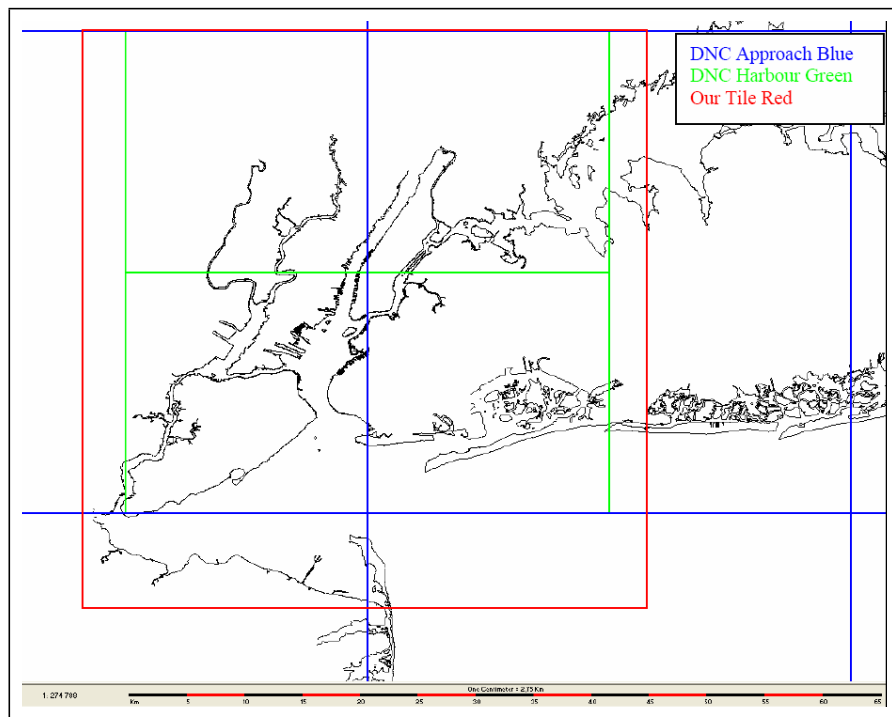 DNC Approach Blue
DNC Harbour Green
Our Tile Red
One Centimeter = 2.75 Km
1: 274 700
Km 5 10 15 20 25 30 35 40 45 50 55 60 65